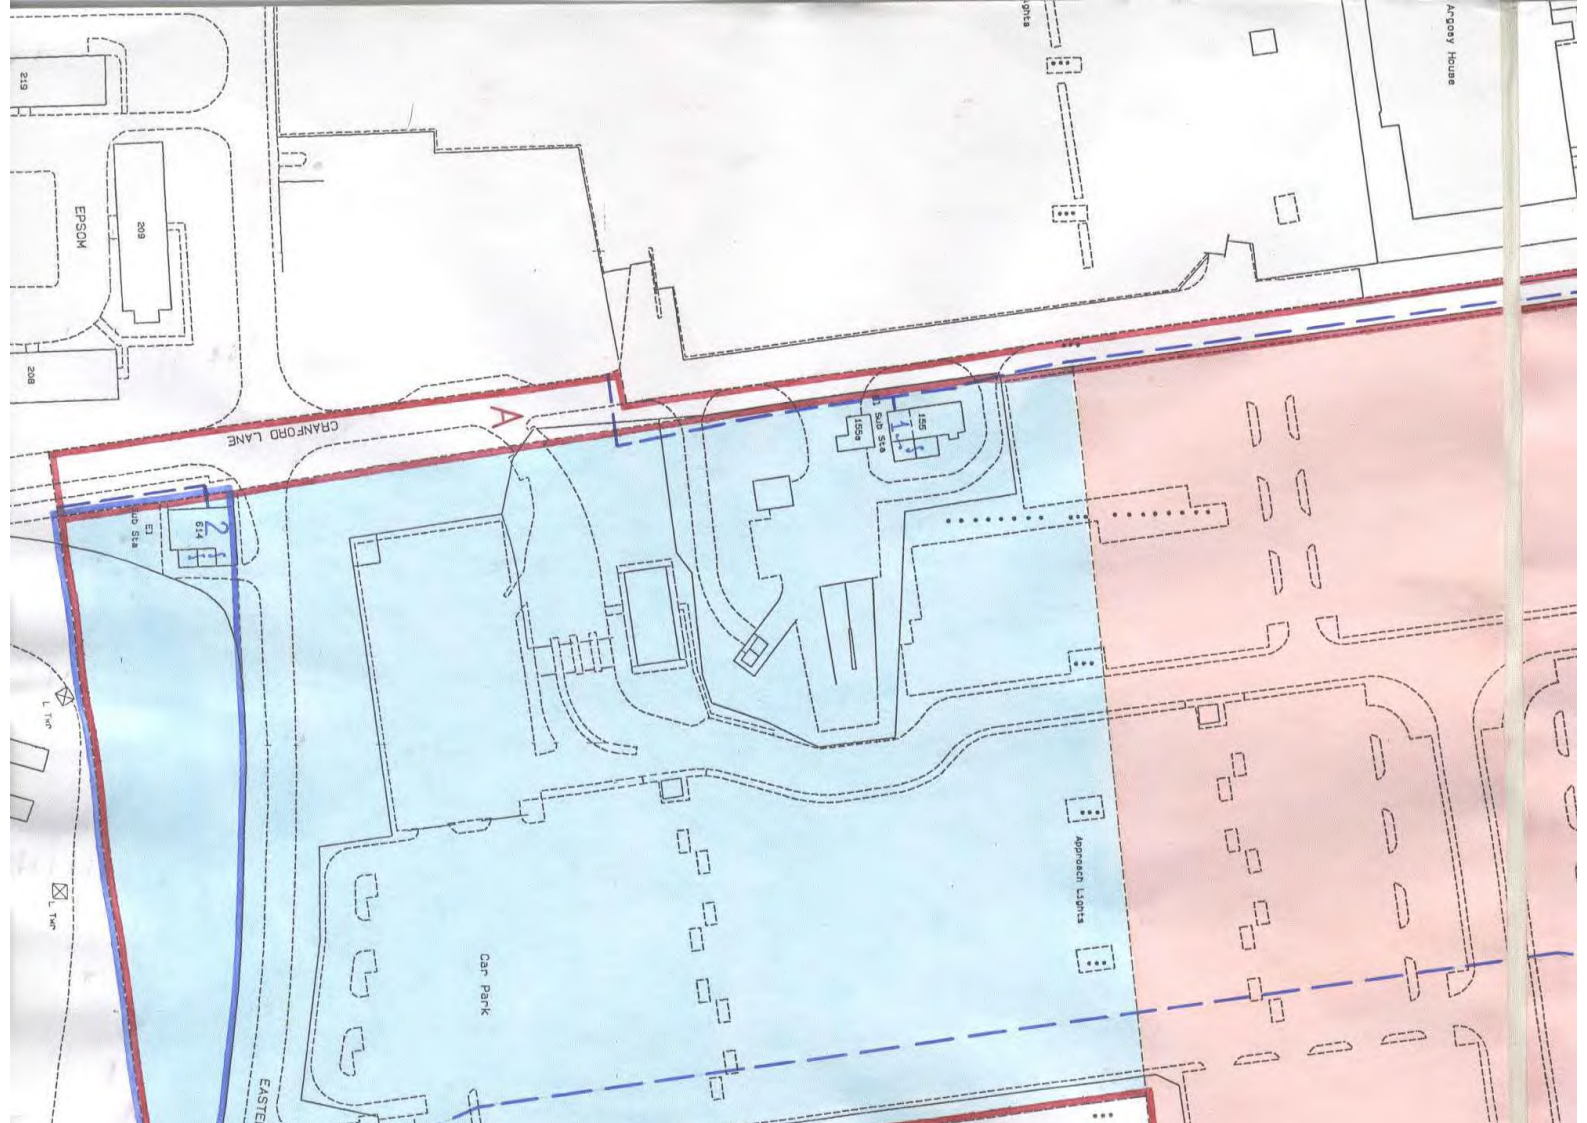 Argosy House
219
EPSOM
209
208
CRANFORD LANE
A
El Sub Sta
155
155a
1
2
614
El
Sub Sta
L Twr
L Twr
Approach Lights
Car Park